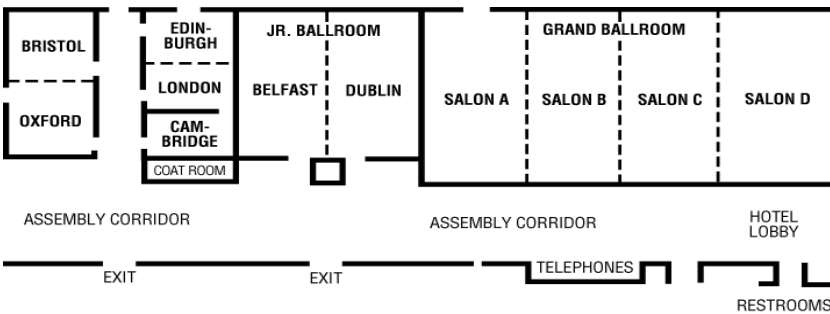 BRISTOL
OXFORD
EDIN-
BURGH
LONDON
CAM-
BRIDGE
COAT ROOM
JR. BALLROOM
BELFAST
DUBLIN
GRAND BALLROOM
SALON A
SALON B
SALON C
SALON D
ASSEMBLY CORRIDOR
ASSEMBLY CORRIDOR
HOTEL
LOBBY
EXIT
EXIT
TELEPHONES
RESTROOMS